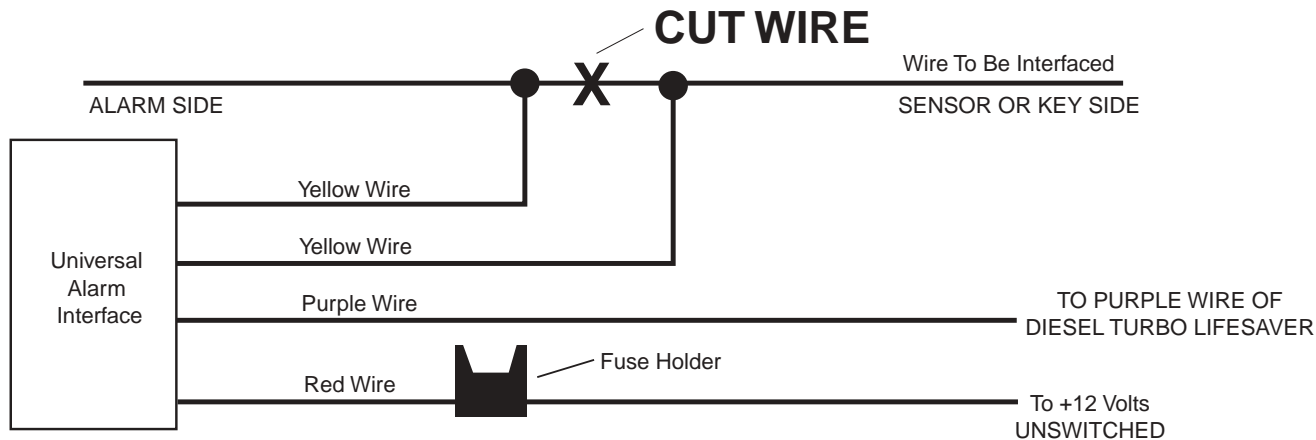 CUT WIRE
Wire To Be Interfaced
ALARM SIDE
SENSOR OR KEY SIDE
Yellow Wire
Yellow Wire
Universal
Alarm
Interface
Purple Wire
TO PURPLE WIRE OF
DIESEL TURBO LIFESAVER
Fuse Holder
Red Wire
To +12 Volts
UNSWITCHED